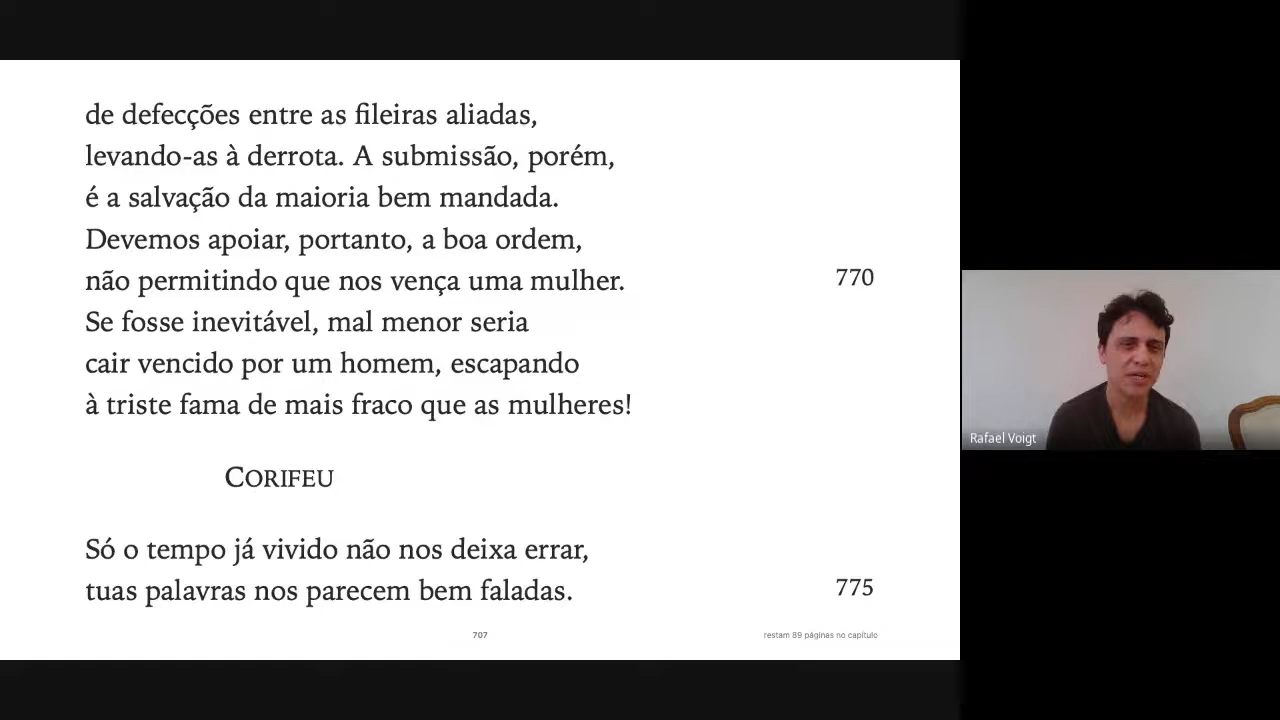 de defecções entre as fileiras aliadas,
levando-as à derrota. A submissão, porém,
é a salvação da maioria bem mandada.
Devemos apoiar, portanto, a boa ordem,
não permitindo que nos vença uma mulher. 770
Se fosse inevitável, mal menor seria
cair vencido por um homem, escapando
à triste fama de mais fraco que as mulheres!
CORIFEU
Só o tempo já vivido não nos deixa errar,
tuas palavras nos parecem bem faladas. 775
707 restam 89 páginas no capítulo
Rafael Voigt